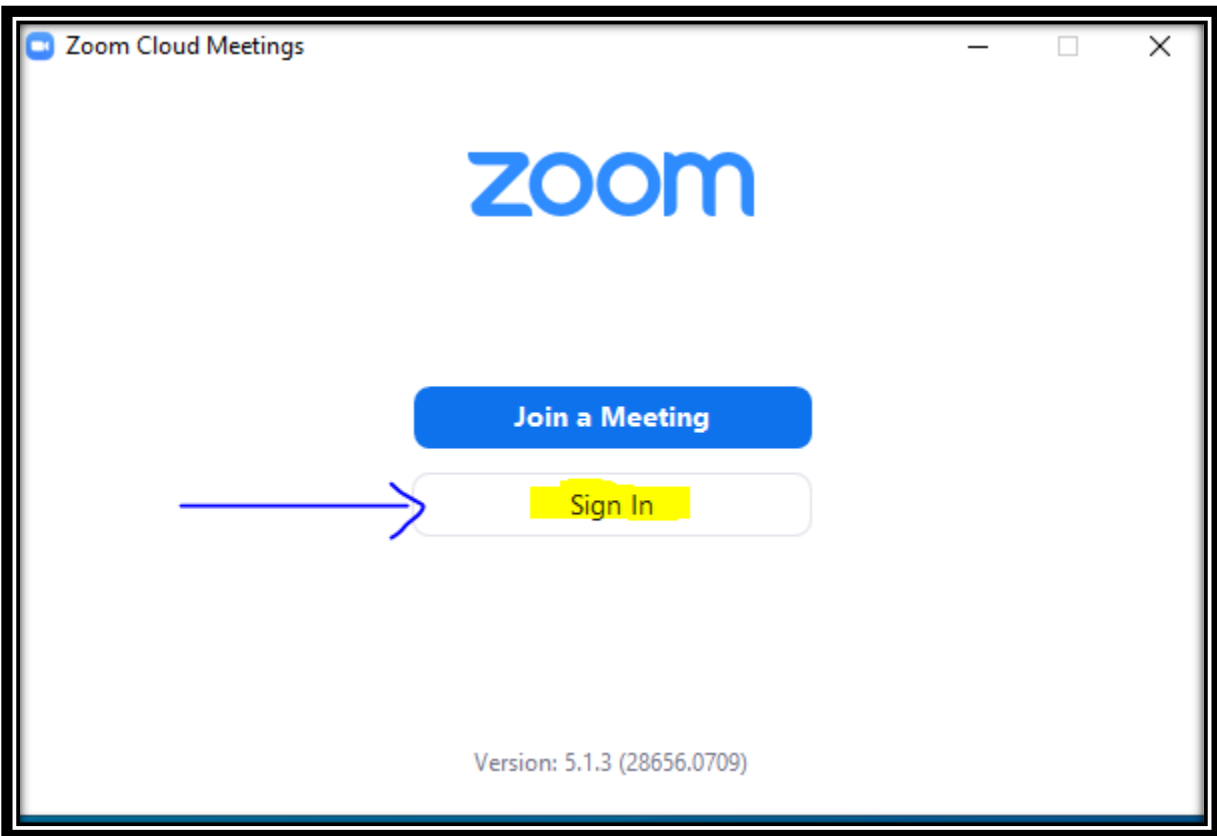 Zoom Cloud Meetings
zoom
Join a Meeting
Sign In
Version: 5.1.3 (28656.0709)